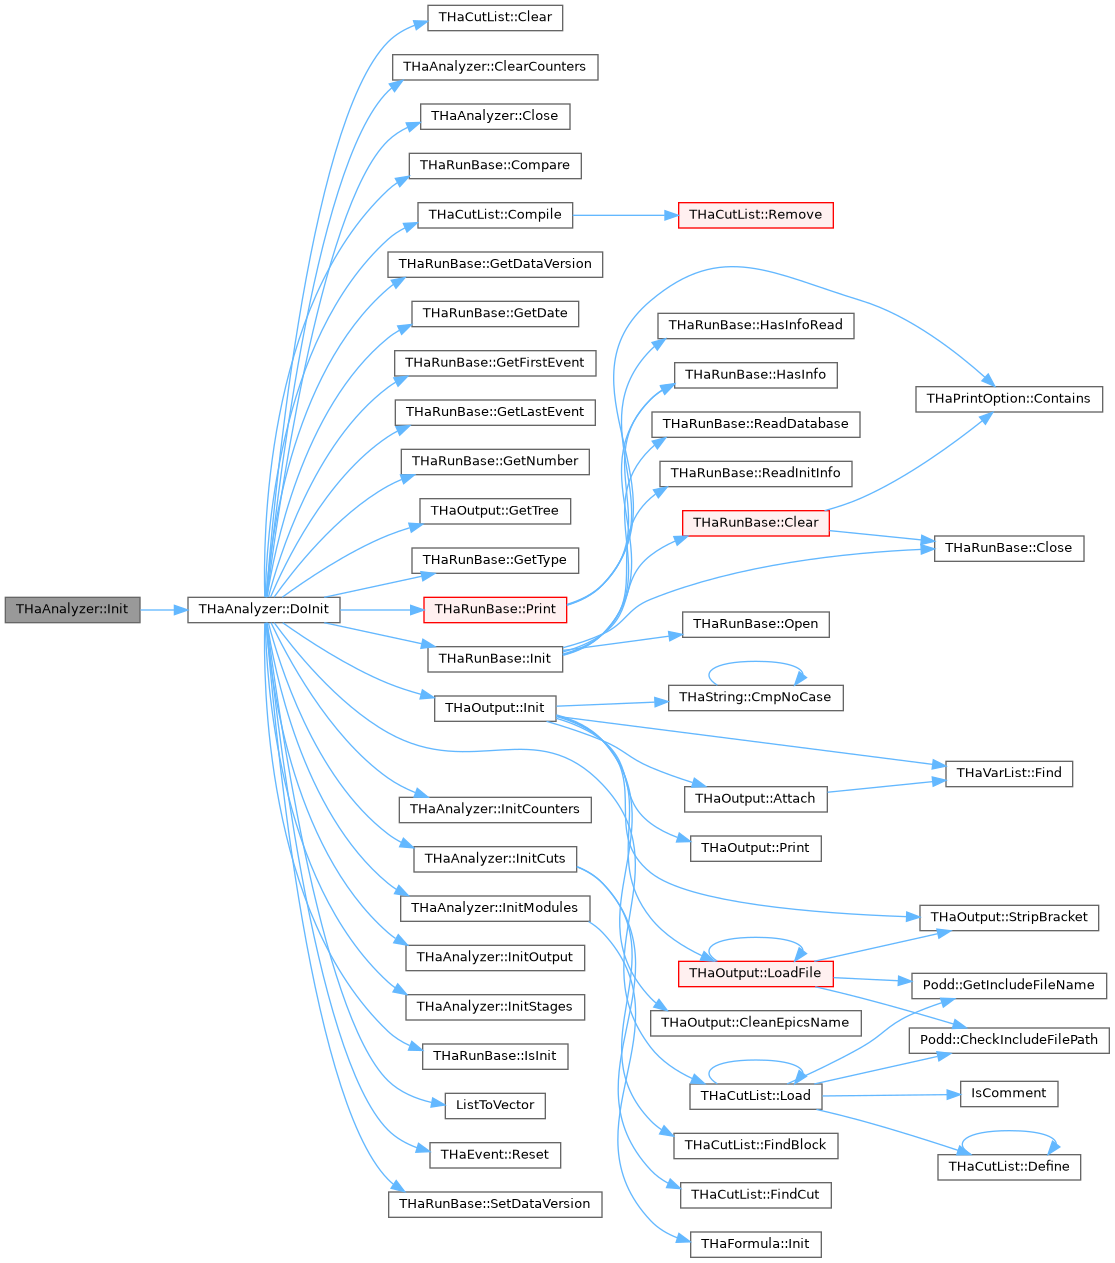 THaAnalyzer::Init
THaAnalyzer::DoInit
THaCutList::Clear
THaAnalyzer::ClearCounters
THaAnalyzer::Close
THaRunBase::Compare
THaCutList::Compile
THaRunBase::GetDataVersion
THaRunBase::GetDate
THaRunBase::GetFirstEvent
THaRunBase::GetLastEvent
THaRunBase::GetNumber
THaOutput::GetTree
THaRunBase::GetType
THaRunBase::Print
THaRunBase::Init
THaOutput::Init
THaAnalyzer::InitCounters
THaAnalyzer::InitCuts
THaAnalyzer::InitModules
THaAnalyzer::InitOutput
THaAnalyzer::InitStages
THaRunBase::IsInit
ListToVector
THaEvent::Reset
THaRunBase::SetDataVersion
THaCutList::Remove
THaRunBase::HasInfoRead
THaRunBase::HasInfo
THaRunBase::ReadDatabase
THaRunBase::ReadInitInfo
THaRunBase::Clear
THaRunBase::Open
THaString::CmpNoCase
THaOutput::Attach
THaOutput::Print
THaOutput::LoadFile
THaOutput::CleanEpicsName
THaCutList::Load
THaCutList::FindBlock
THaCutList::FindCut
THaFormula::Init
THaPrintOption::Contains
THaRunBase::Close
THaVarList::Find
THaOutput::StripBracket
Podd::GetIncludeFileName
Podd::CheckIncludeFilePath
IsComment
THaCutList::Define